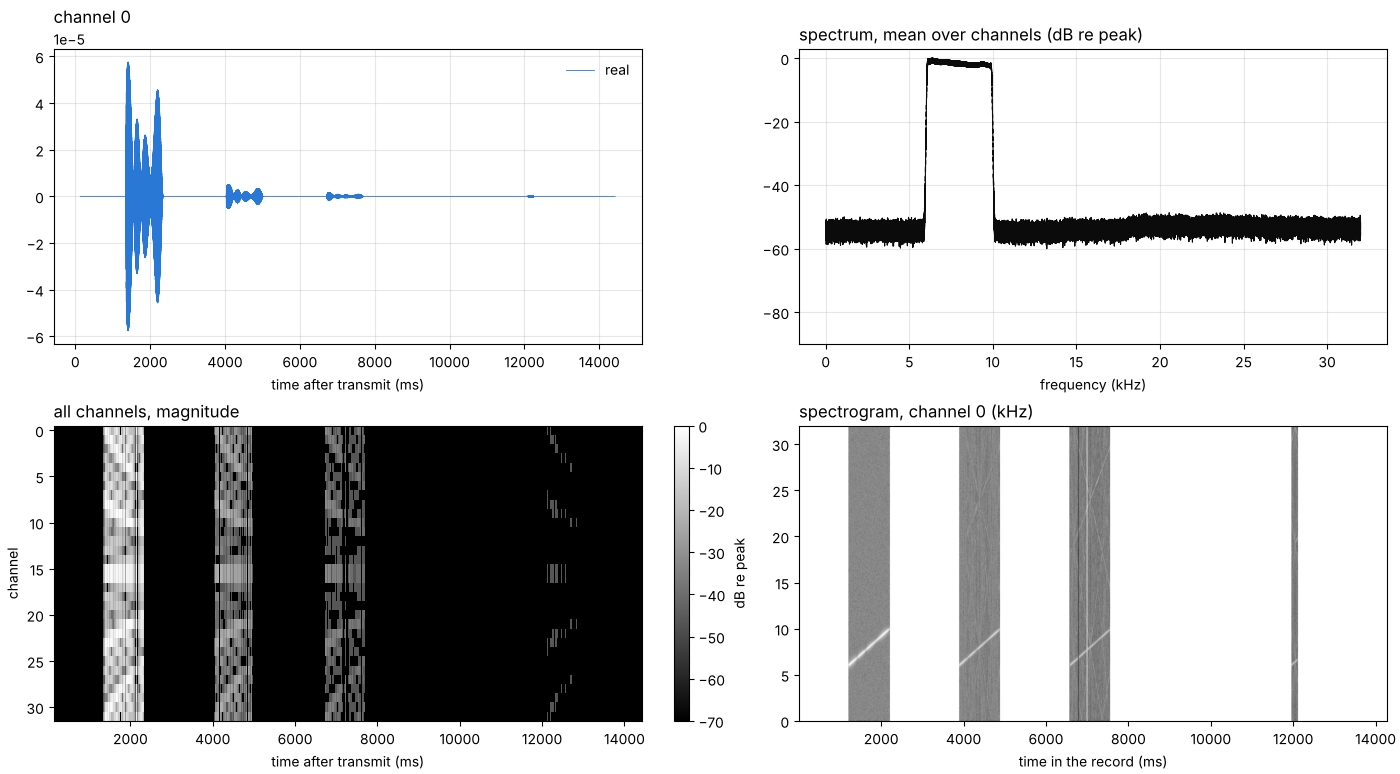 channel 0
1e−5
6
4
2
0
−2
−4
−6
real
0 2000 4000 6000 8000 10000 12000 14000
time after transmit (ms)
spectrum, mean over channels (dB re peak)
0
−20
−40
−60
−80
0 5 10 15 20 25 30
frequency (kHz)
all channels, magnitude
channel
0
5
10
15
20
25
30
2000 4000 6000 8000 10000 12000 14000
time after transmit (ms)
0
−10
−20
−30
−40
−50
−60
−70
dB re peak
spectrogram, channel 0 (kHz)
30
25
20
15
10
5
0
2000 4000 6000 8000 10000 12000 14000
time in the record (ms)